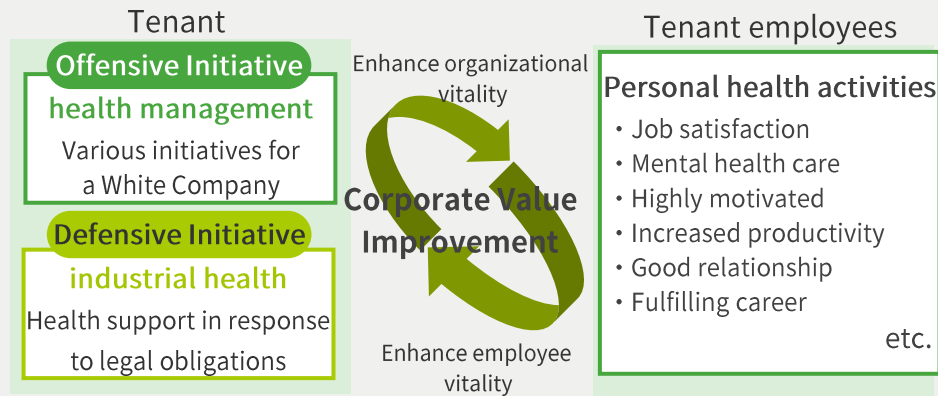 Tenant
Offensive Initiative
health management
Various initiatives for
a White Company
Defensive Initiative
industrial health
Health support in response
to legal obligations
Enhance organizational
vitality
Corporate Value
Improvement
Enhance employee
vitality
Tenant employees
Personal health activities
・Job satisfaction
・Mental health care
・Highly motivated
・Increased productivity
・Good relationship
・Fulfilling career
etc.